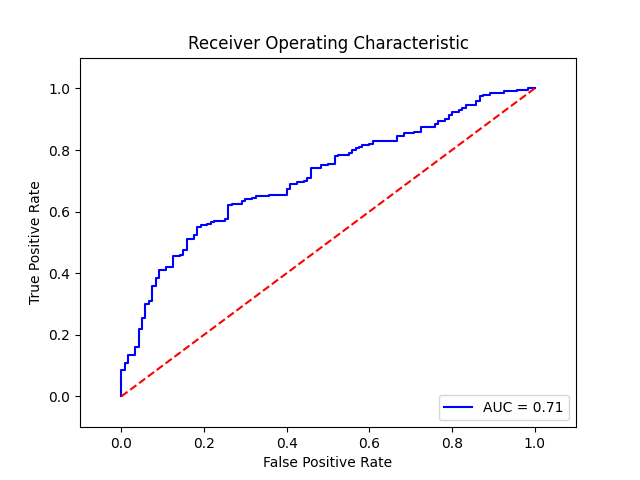 Receiver Operating Characteristic
1.0
0.8
0.6
0.4
0.2
0.0
True Positive Rate
AUC = 0.71
0.0 0.2 0.4 0.6 0.8 1.0
False Positive Rate